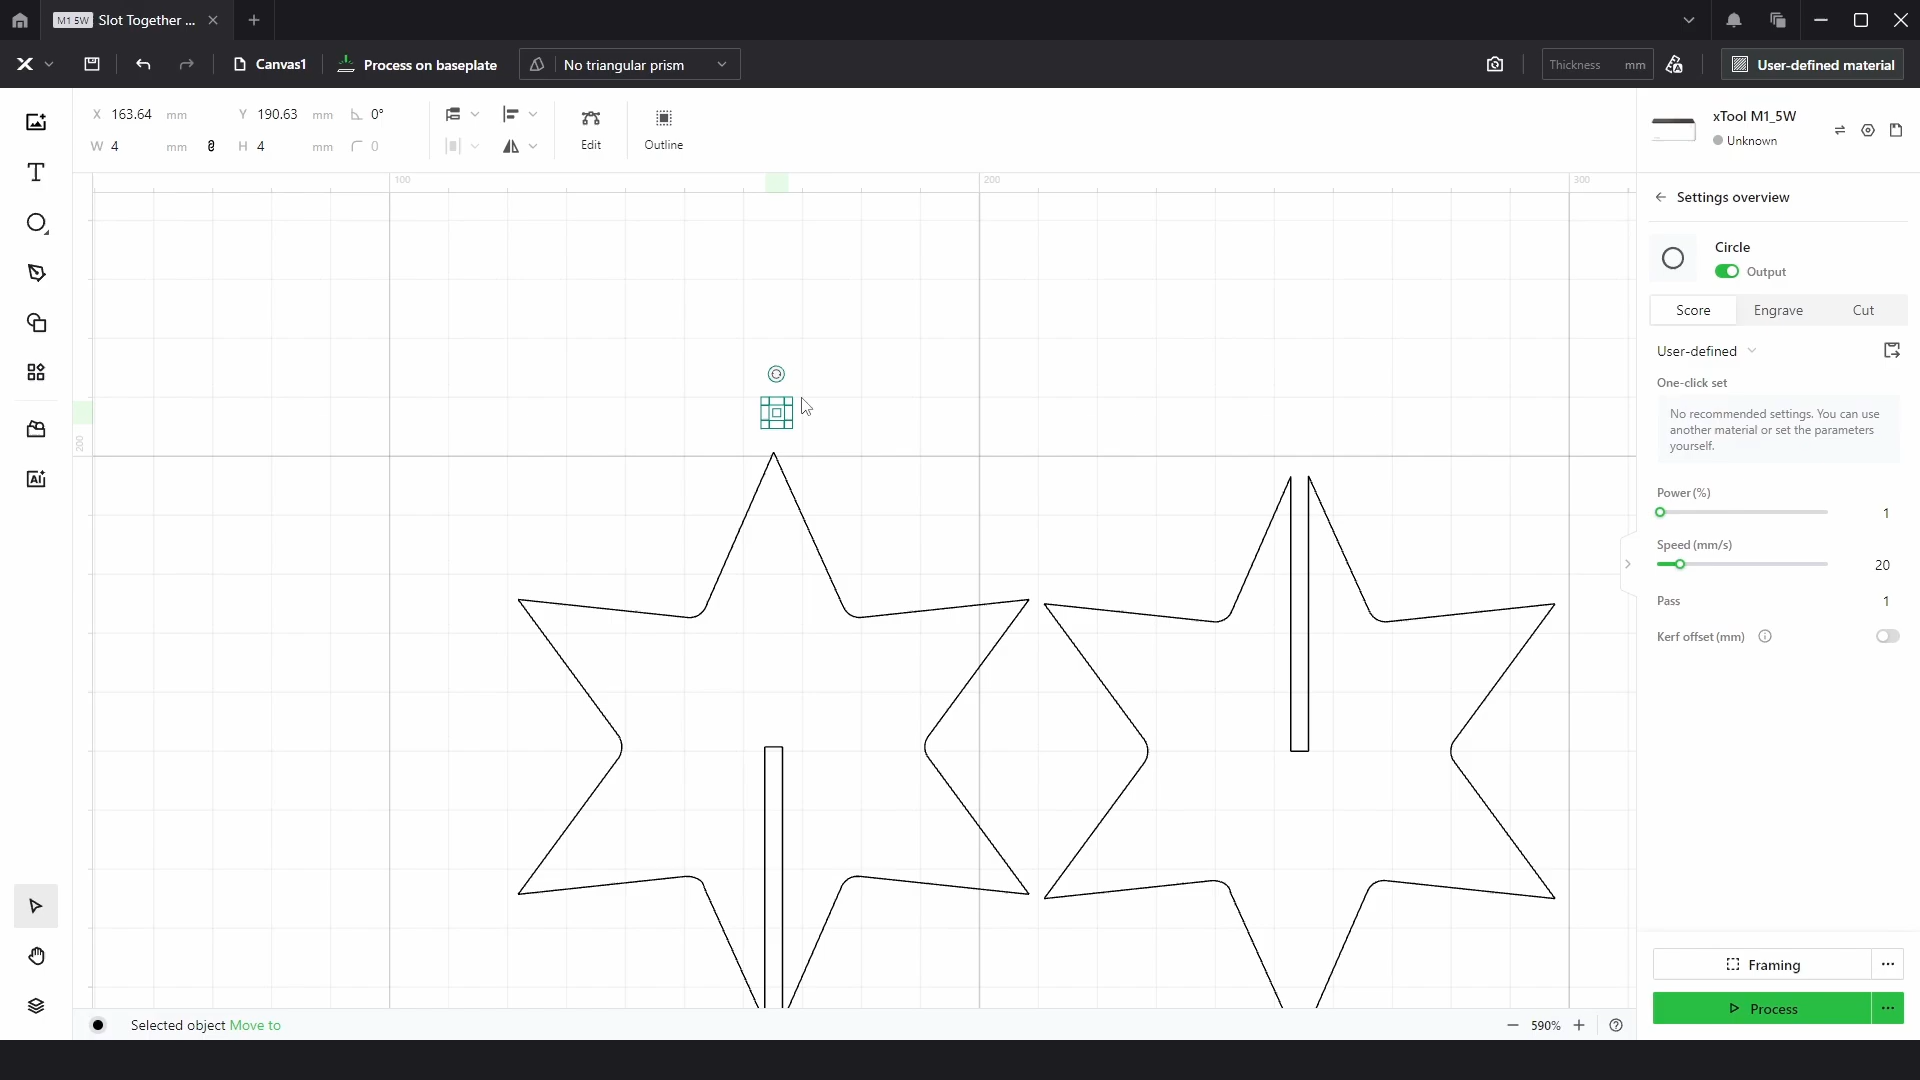 M1 5W Slot Together ...
Canvas1
Process on baseplate
No triangular prism
Thickness mm
User-defined material
X 163.64 mm
Y 190.63 mm
0°
W 4 mm
H 4 mm
0
Edit
Outline
100
200
300
200
xTool M1_5W
Unknown
Settings overview
Circle
Output
Score
Engrave
Cut
User-defined
One-click set
No recommended settings. You can use
another material or set the parameters
yourself.
Power (%)
1
Speed (mm/s)
20
Pass
1
Kerf offset (mm)
AI
Framing
Process
Selected object Move to
590%